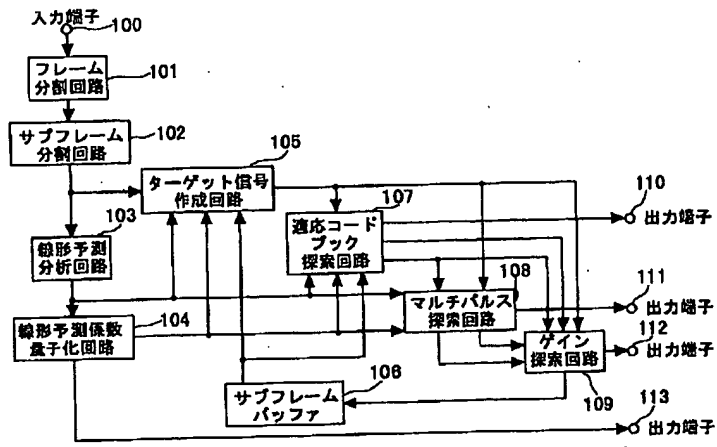 入力端子
100
フレーム
分割回路
101
サブフレーム
分割回路
102
105
ターゲット信号
作成回路
103
線形予測
分析回路
107
適応コード
ブック
探索回路
110
出力端子
108
マルチパルス
探索回路
111
出力端子
線形予測係数
量子化回路
104
ゲイン
探索回路
109
112
出力端子
106
サブフレーム
バッファ
113
出力端子